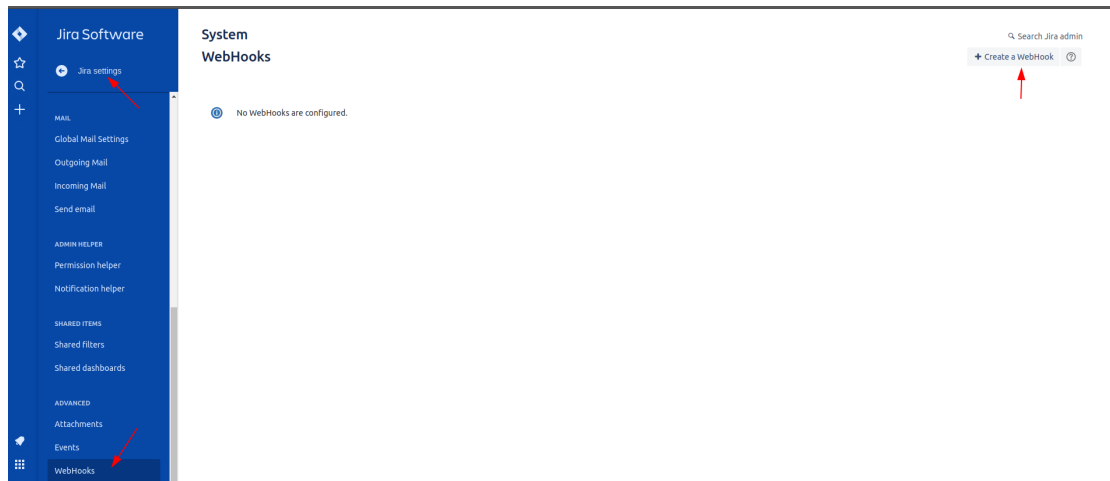 Jira Software
Jira settings
MAIL
Global Mail Settings
Outgoing Mail
Incoming Mail
Send email
ADMIN HELPER
Permission helper
Notification helper
SHARED ITEMS
Shared filters
Shared dashboards
ADVANCED
Attachments
Events
WebHooks
System
Search Jira admin
WebHooks
+ Create a WebHook
No WebHooks are configured.